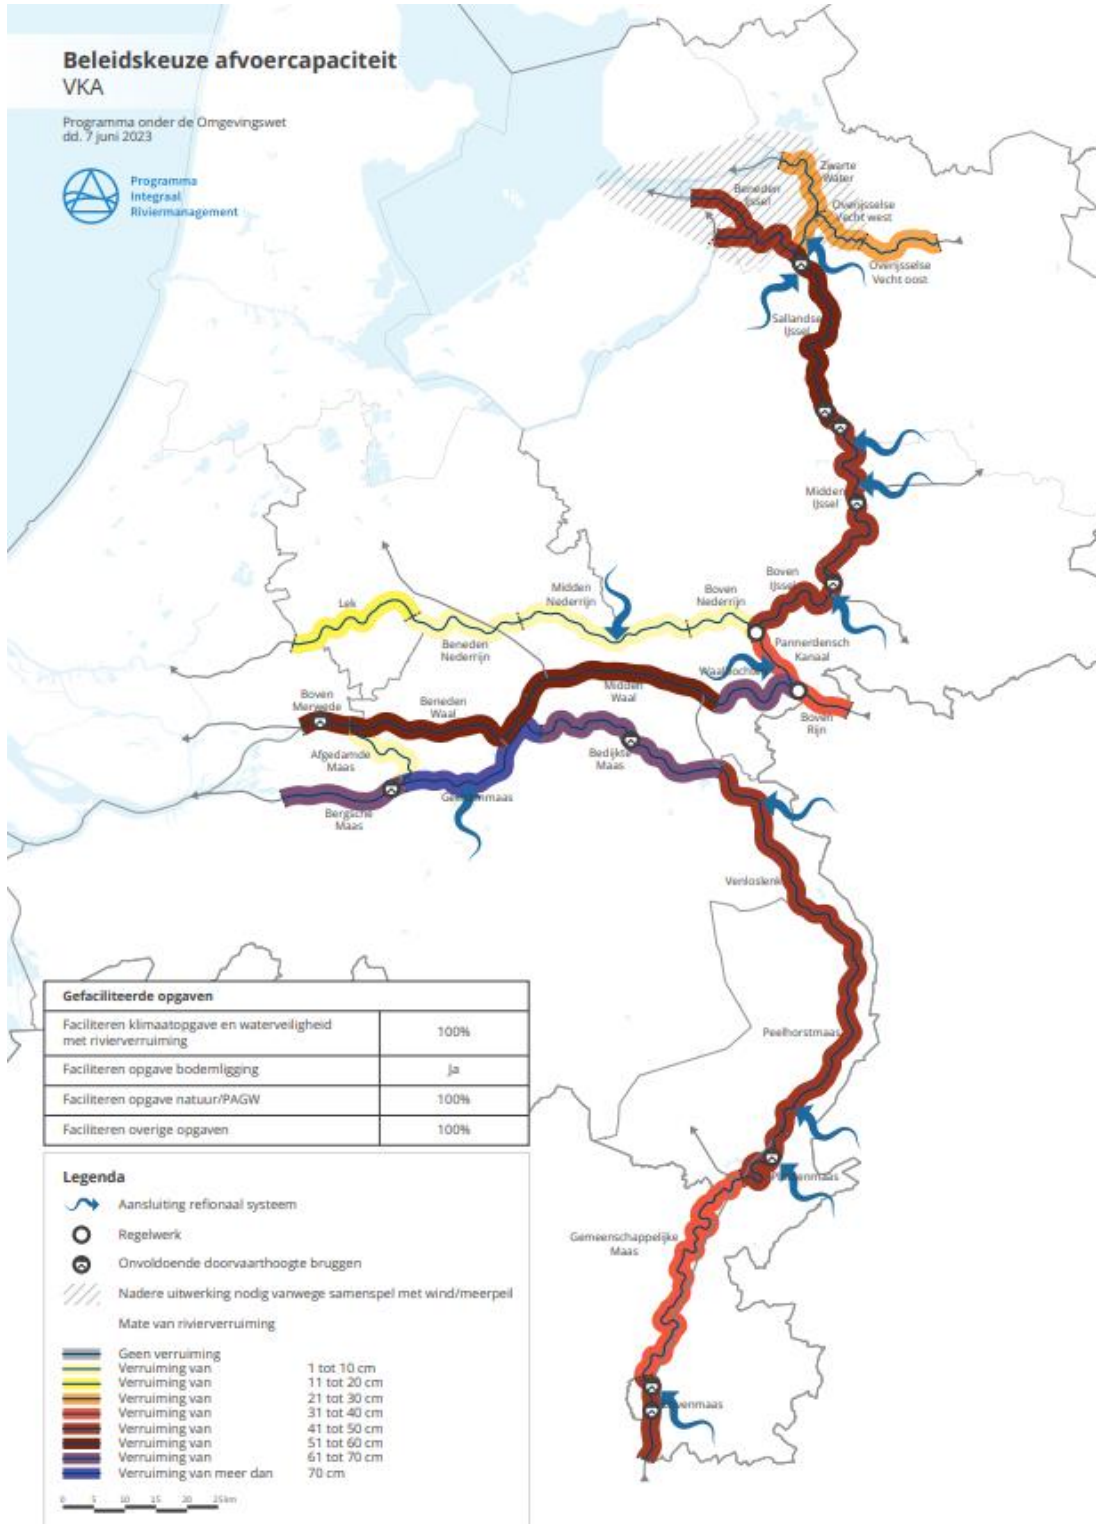 Beleidskeuze afvoercapaciteit
VKA
Programma onder de Omgevingswet
dd. 7 juni 2023
Programma
Integraal
Riviermanagement
Zwarte
Water
Beneden
IJssel
Overijsselse
Vecht west
Overijsselse
Vecht oost
Sallandse
IJssel
Midden
IJssel
Boven
IJssel
Midden
Nederrijn
Boven
Nederrijn
Lek
Beneden
Nederrijn
Pannerdensch
Kanaal
Waalbochten
Boven
Rijn
Midden
Waal
Beneden
Waal
Boven
Merwede
Afgedamde
Maas
Bedijkte
Maas
Bergsche
Maas
Venloslenk
Peelhorstmaas
Gemeenschappelijke
Maas
Gefaciliteerde opgaven
Faciliteren klimaatopgave en waterveiligheid
met rivierverruiming 100%
Faciliteren opgave bodemligging Ja
Faciliteren opgave natuur/PAGW 100%
Faciliteren overige opgaven 100%
Legenda
Aansluiting refionaal systeem
Regelwerk
Onvoldoende doorvaarthoogte bruggen
Nadere uitwerking nodig vanwege samenspel met wind/meerpeil
Mate van rivierverruiming
Geen verruiming
Verruiming van 1 tot 10 cm
Verruiming van 11 tot 20 cm
Verruiming van 21 tot 30 cm
Verruiming van 31 tot 40 cm
Verruiming van 41 tot 50 cm
Verruiming van 51 tot 60 cm
Verruiming van 61 tot 70 cm
Verruiming van meer dan 70 cm
0 5 10 15 20 25 km